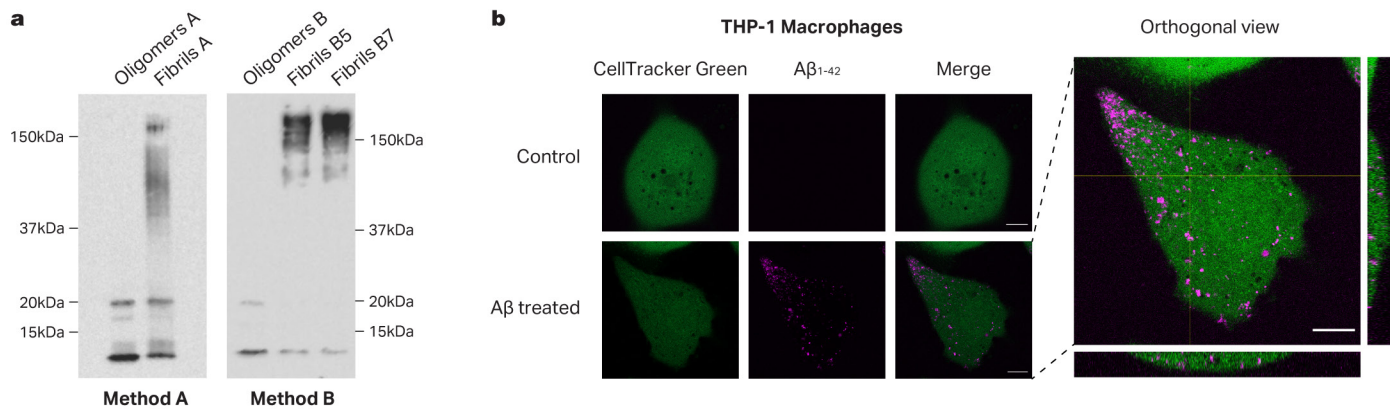 a
Oligomers A
Fibrils A
Oligomers B
Fibrils B5
Fibrils B7
150kDa
37kDa
20kDa
15kDa
150kDa
37kDa
20kDa
15kDa
Method A
Method B
b
THP-1 Macrophages
Orthogonal view
CellTracker Green
Aβ1-42
Merge
Control
Aβ treated